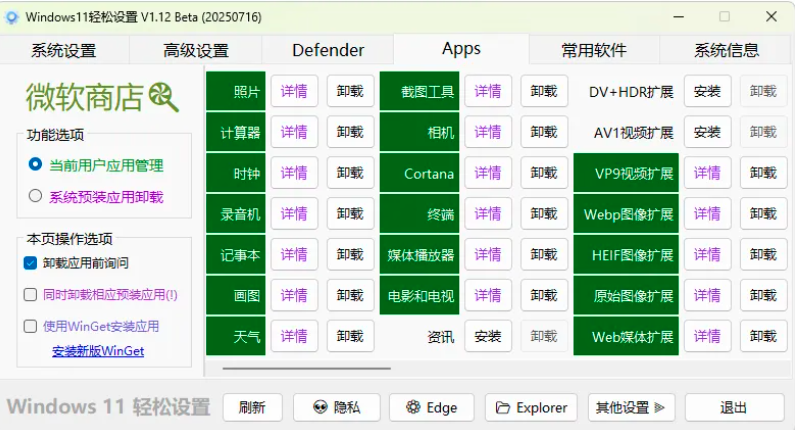 Windows11轻松设置 V1.12 Beta (20250716)
系统设置 高级设置 Defender Apps 常用软件 系统信息
微软商店
功能选项
当前用户应用管理
系统预装应用卸载
本页操作选项
卸载应用前询问
同时卸载相应预装应用(!)
使用WinGet安装应用
安装新版WinGet
照片 详情 卸载 截图工具 详情 卸载 DV+HDR扩展 安装 卸载
计算器 详情 卸载 相机 详情 卸载 AV1视频扩展 安装 卸载
时钟 详情 卸载 Cortana 详情 卸载 VP9视频扩展 详情 卸载
录音机 详情 卸载 终端 详情 卸载 Webp图像扩展 详情 卸载
记事本 详情 卸载 媒体播放器 详情 卸载 HEIF图像扩展 详情 卸载
画图 详情 卸载 电影和电视 详情 卸载 原始图像扩展 详情 卸载
天气 详情 卸载 资讯 安装 卸载 Web媒体扩展 详情 卸载
Windows 11 轻松设置 刷新 隐私 Edge Explorer 其他设置 退出